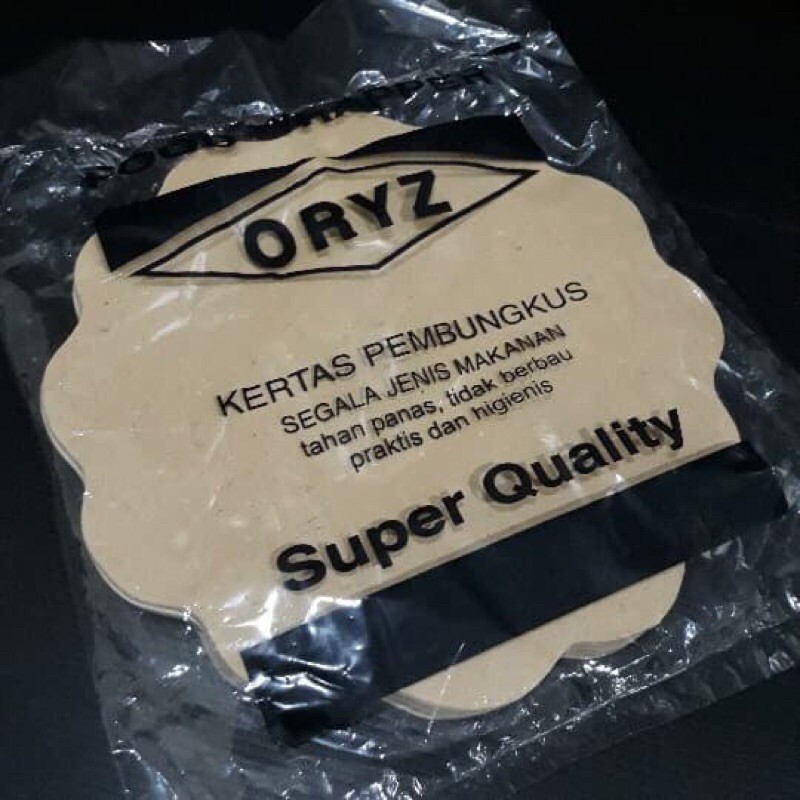 FOOD WRAPPER
ORYZ
KERTAS PEMBUNGKUS
SEGALA JENIS MAKANAN
tahan panas, tidak berbau
praktis dan higienis
Super Quality